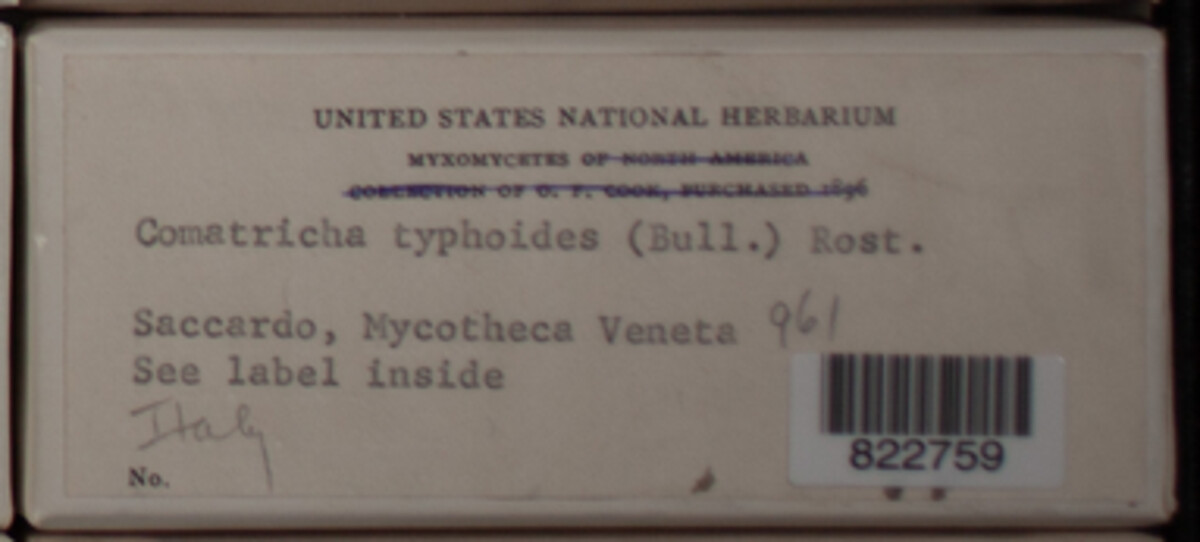 UNITED STATES NATIONAL HERBARIUM
MYXOMYCETES OF NORTH AMERICA
COLLECTION OF O. F. COOK, PURCHASED 1896
Comatricha typhoides (Bull.) Rost.
Saccardo, Mycotheca Veneta 961
See label inside
Italy
No.
822759